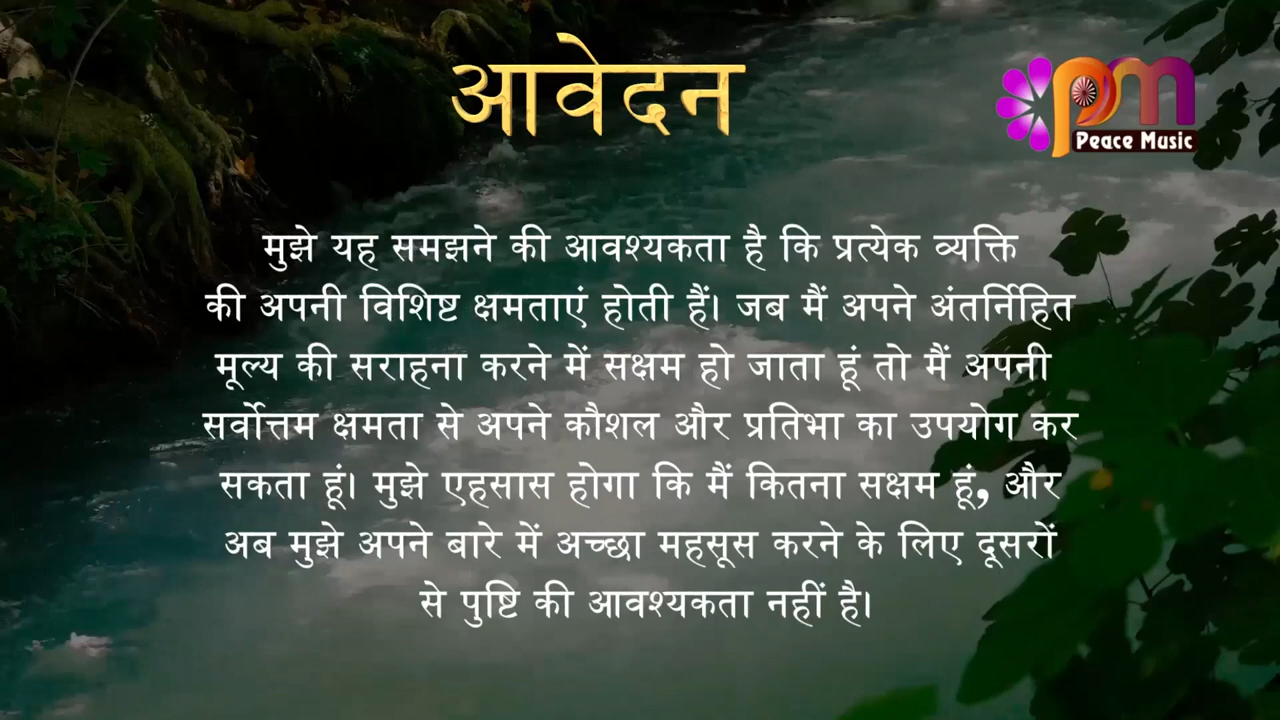 आवेदन
pm
Peace Music
मुझे यह समझने की आवश्यकता है कि प्रत्येक व्यक्ति
की अपनी विशिष्ट क्षमताएं होती हैं। जब मैं अपने अंतर्निहित
मूल्य की सराहना करने में सक्षम हो जाता हूं तो मैं अपनी
सर्वोत्तम क्षमता से अपने कौशल और प्रतिभा का उपयोग कर
सकता हूं। मुझे एहसास होगा कि मैं कितना सक्षम हूं, और
अब मुझे अपने बारे में अच्छा महसूस करने के लिए दूसरों
से पुष्टि की आवश्यकता नहीं है।